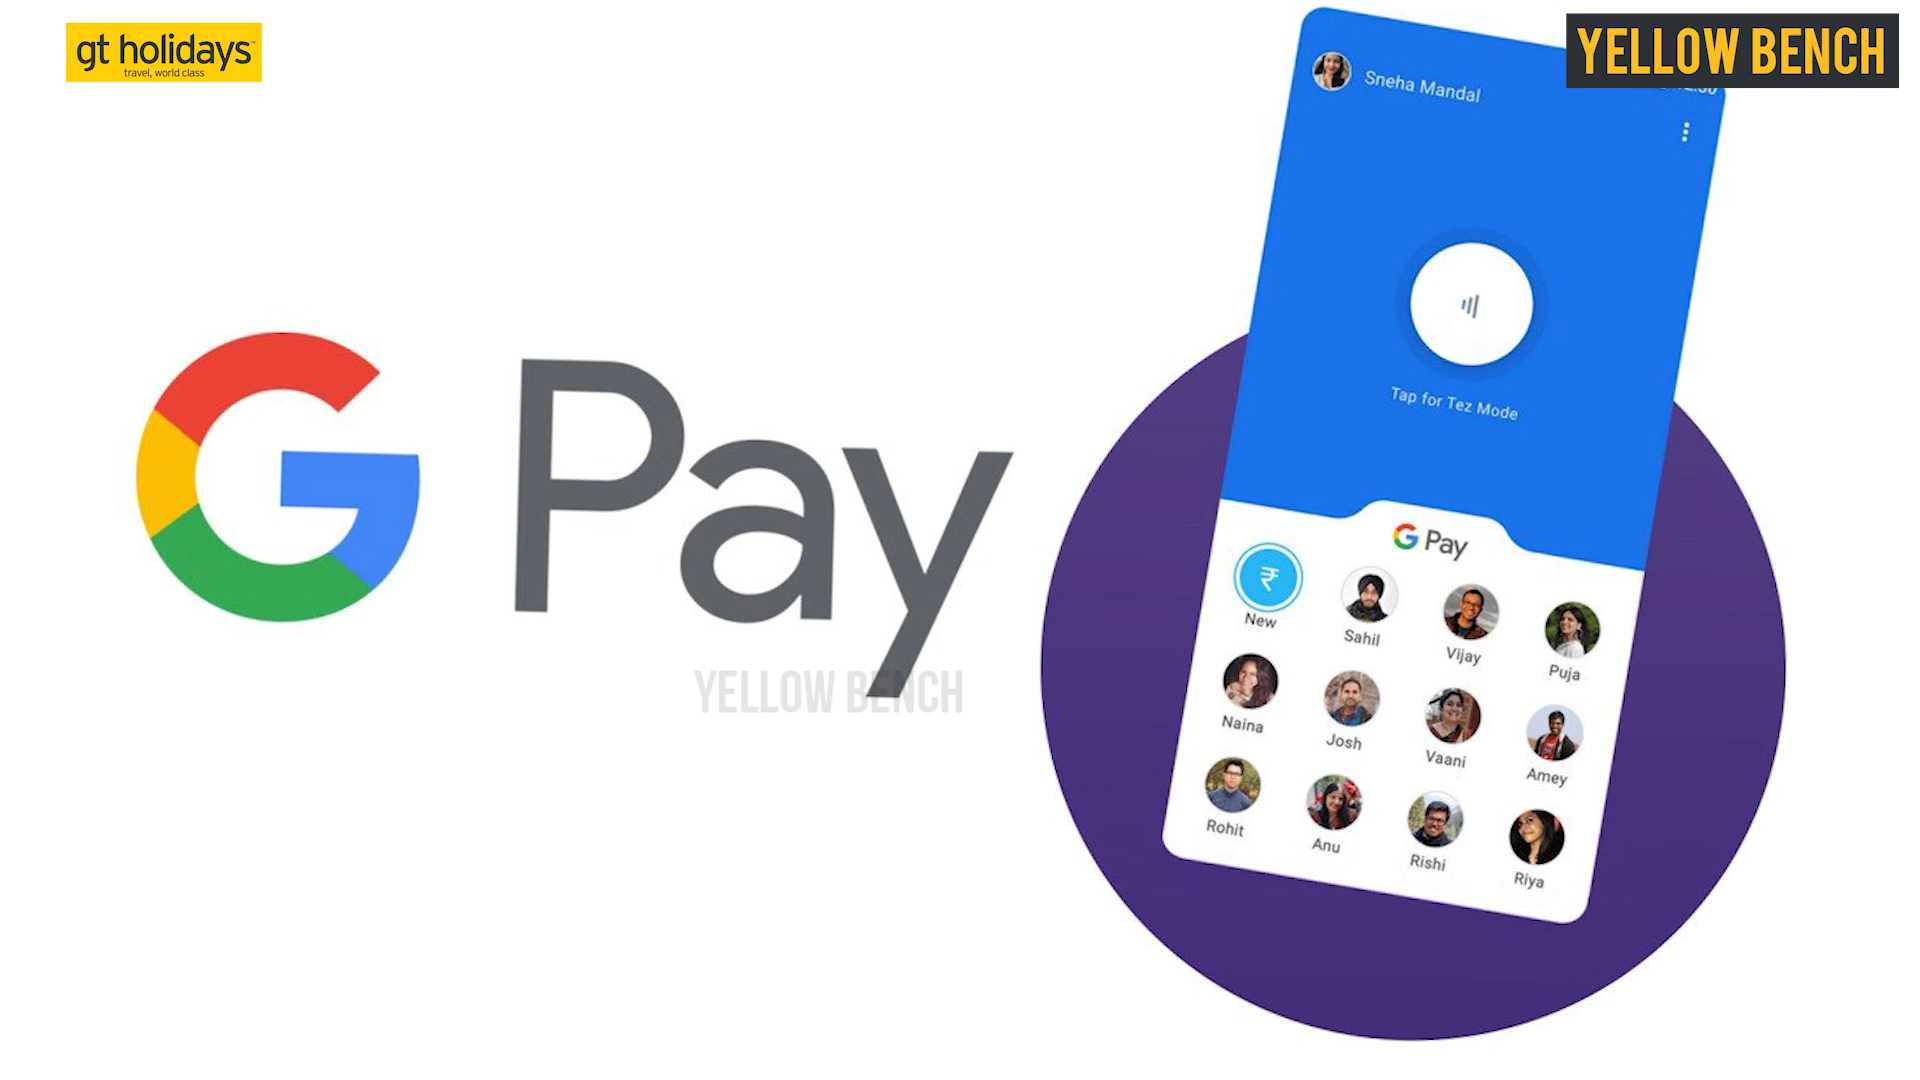 gt holidays
travel, world class
YELLOW BENCH
Sneha Mandal
G Pay
Tap for Tez Mode
G Pay
₹
New
Sahil
Vijay
Puja
YELLOW BENCH
Naina
Josh
Vaani
Amey
Rohit
Anu
Rishi
Riya